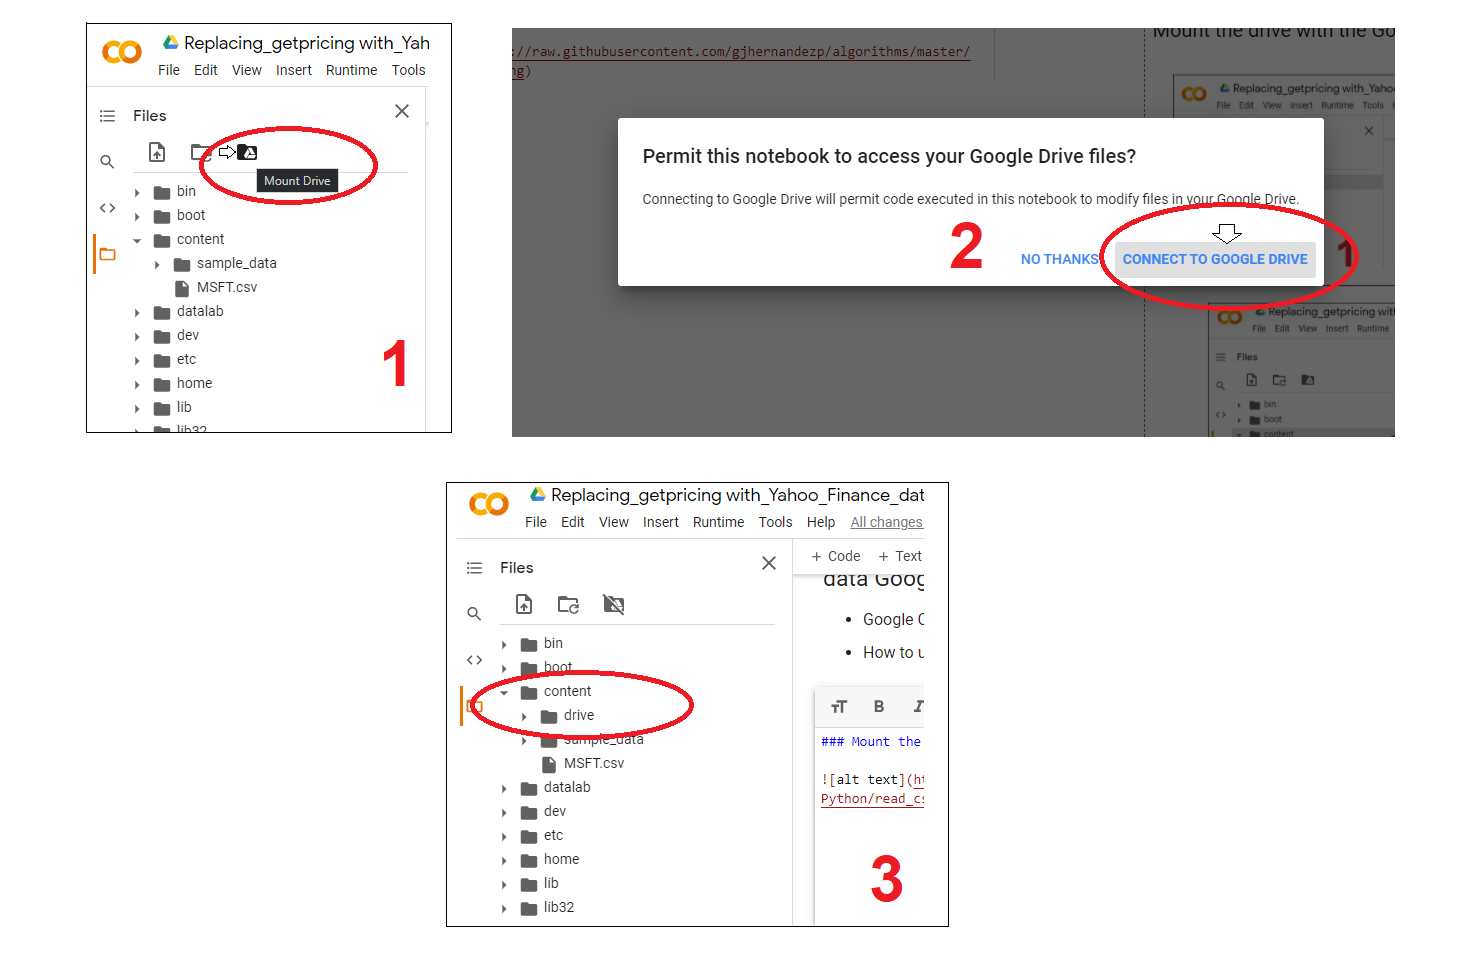 Replacing_getpricing with_Yah
File Edit View Insert Runtime Tools
Files
Mount Drive
bin
boot
content
sample_data
MSFT.csv
datalab
dev
etc
home
lib
lib32
1
://raw.githubusercontent.com/gjhernandezp/algorithms/master/
ng)
Mount the drive with the Go
Replacing_getpricing with_Yahoo
File Edit View Insert Runtime Tools
Permit this notebook to access your Google Drive files?
Connecting to Google Drive will permit code executed in this notebook to modify files in your Google Drive.
2
NO THANKS
CONNECT TO GOOGLE DRIVE
1
Replacing_getpricing wit
File Edit View Insert Runtime
Files
bin
boot
content
Replacing_getpricing with_Yahoo_Finance_dat
File Edit View Insert Runtime Tools Help All changes
Files
+ Code + Text
data Goog
Google C
How to u
bin
boot
content
drive
sample_data
MSFT.csv
datalab
dev
etc
home
lib
lib32
B I
### Mount the
![alt text](ht
Python/read_cs
3